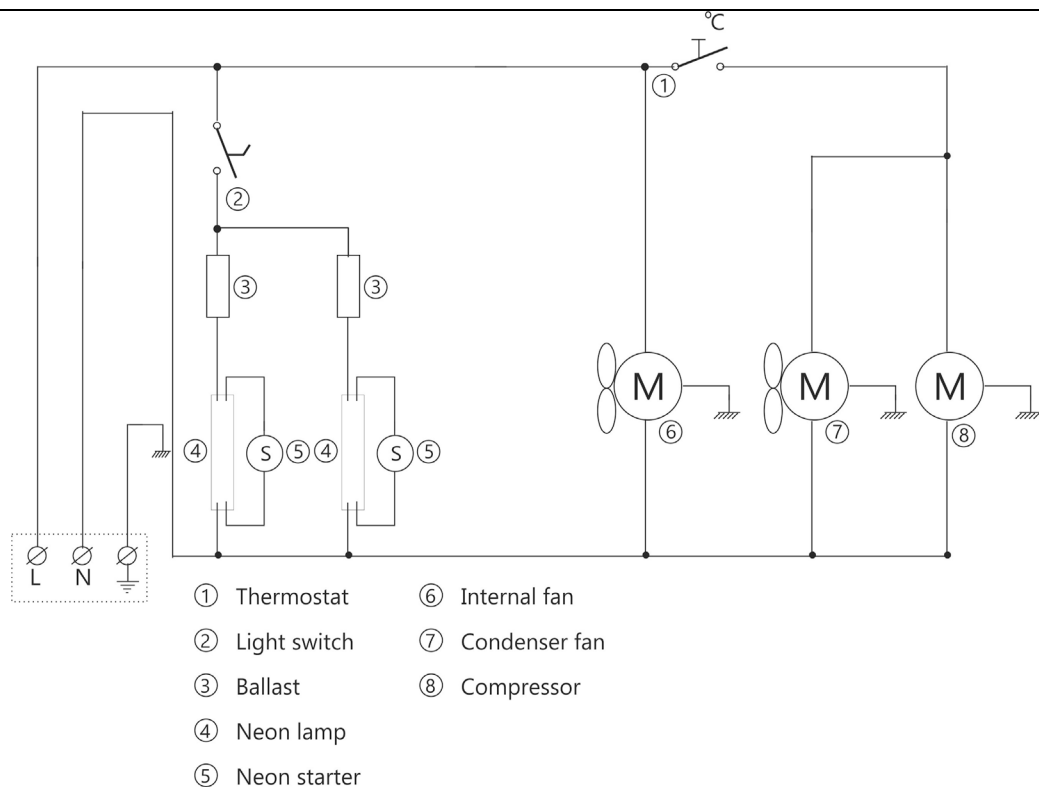 °C
①
②
③ ③
M M M
⑥ ⑦ ⑧
④ S ⑤ ④ S ⑤
L N
① Thermostat ⑥ Internal fan
② Light switch ⑦ Condenser fan
③ Ballast ⑧ Compressor
④ Neon lamp
⑤ Neon starter